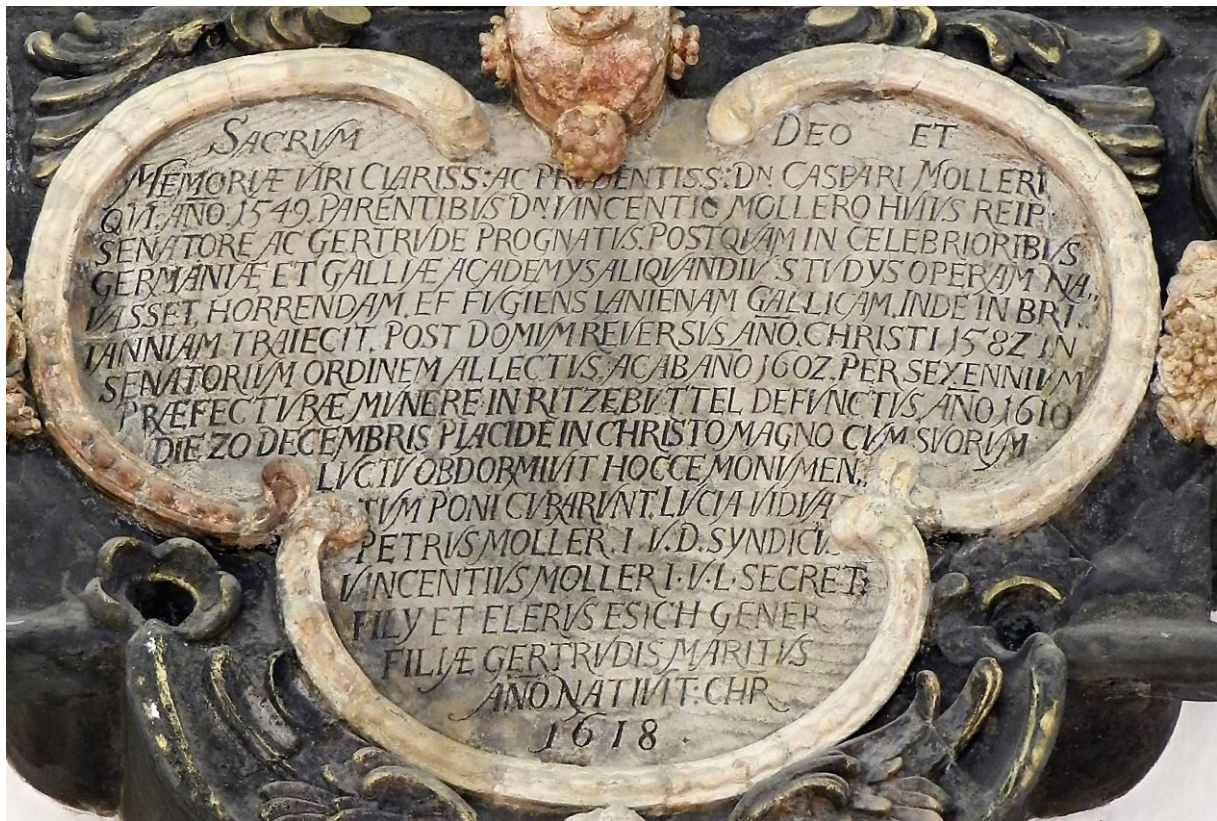 SACRVM DEO ET
MEMORIÆ VIRI CLARISS: AC PRVDENTISS: DN CASPARI MOLLERI
QVI. AÑO 1549. PARENTIBVS DN. VINCENTIO MOLLERO HVIVS REIP.
SENATORE AC GERTRVDE PROGNATVS. POSTQVAM IN CELEBRIORIBVS
GERMANIÆ ET GALLIÆ ACADEMYS ALIQVANDIV STVDYS OPERAM NA„
VASSET, HORRENDAM, EF FVGIENS LANIENAM GALLICAM, INDE IN BRI„
TANNIAM TRAIECIT. POST DOMVM REVERSVS AÑO. CHRISTI 158Z IN
SENATORIVM ORDINEM ALLECTVS, AC AB AÑO 160Z. PER SEXENNIVM
PRÆFECTVRÆ MVNERE IN RITZEBVTTEL DEFVNCTVS AÑO 1610
DIE Z0 DECEMBRIS PLACIDE IN CHRISTO MAGNO CVM SVORVM
LVCTV OBDORMIVIT HOCCE MONVMEN„
TVM PONI CVRARVNT. LVCIA VIDVA
PETRVS MOLLER. I. V. D. SYNDICVS
VINCENTIVS MOLLER I. V. L. SECRET:
FILY ET ELERVS ESICH GENER
FILIÆ GERTRVDIS MARITVS
AÑO NATIVIT: CHR
1618